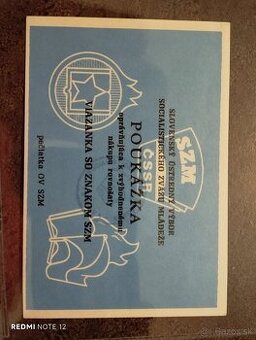 SLOVENSKÝ ÚSTREDNÝ VÝBOR
SOCIALISTICKÉHO ZVÄZU MLÁDEŽE
SZM
ČSSR
POUKÁŽKA
oprávňujúca k zvýhodnenému
nákupu rovnošaty
VIAZANKA SO ZNAKOM SZM
pečiatka OV SZM
REDMI NOTE 12